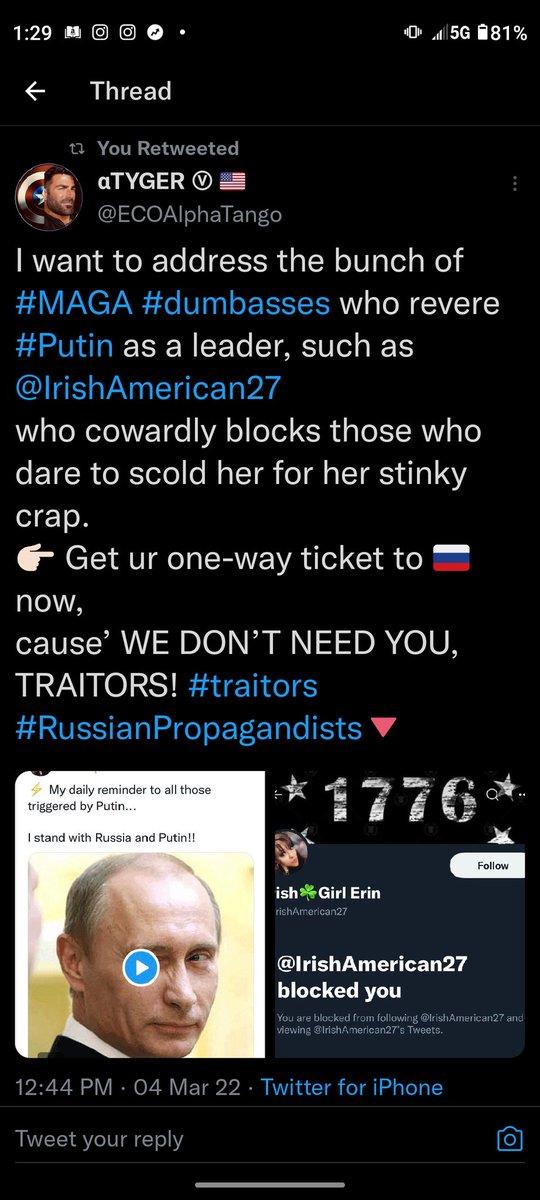 1:29 5G 81%
Thread
You Retweeted
αTYGER Ⓥ 🇺🇸
@ECOAlphaTango
I want to address the bunch of
#MAGA #dumbasses who revere
#Putin as a leader, such as
@IrishAmerican27
who cowardly blocks those who
dare to scold her for her stinky
crap.
👉🏻 Get ur one-way ticket to 🇷🇺
now,
cause’ WE DON’T NEED YOU,
TRAITORS! #traitors
#RussianPropagandists 🔻
⚡ My daily reminder to all those
triggered by Putin...
I stand with Russia and Putin!!
1776
Follow
ish☘️Girl Erin
rishAmerican27
@IrishAmerican27
blocked you
You are blocked from following @IrishAmerican27 and
viewing @IrishAmerican27's Tweets.
12:44 PM · 04 Mar 22 · Twitter for iPhone
Tweet your reply